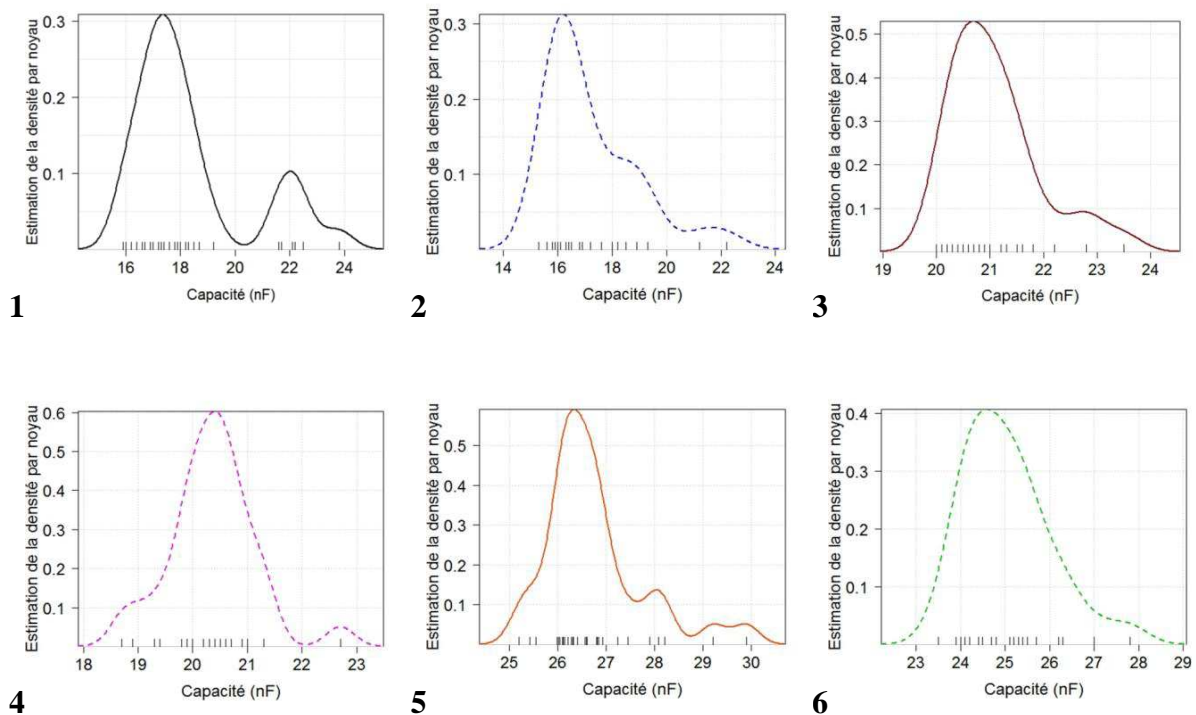 Estimation de la densité par noyau
0.3
0.2
0.1
16 18 20 22 24
Capacité (nF)
1
Estimation de la densité par noyau
0.3
0.2
0.1
14 16 18 20 22 24
Capacité (nF)
2
Estimation de la densité par noyau
0.5
0.4
0.3
0.2
0.1
19 20 21 22 23 24
Capacité (nF)
3
Estimation de la densité par noyau
0.6
0.5
0.4
0.3
0.2
0.1
18 19 20 21 22 23
Capacité (nF)
4
Estimation de la densité par noyau
0.5
0.4
0.3
0.2
0.1
25 26 27 28 29 30
Capacité (nF)
5
Estimation de la densité par noyau
0.4
0.3
0.2
0.1
23 24 25 26 27 28 29
Capacité (nF)
6